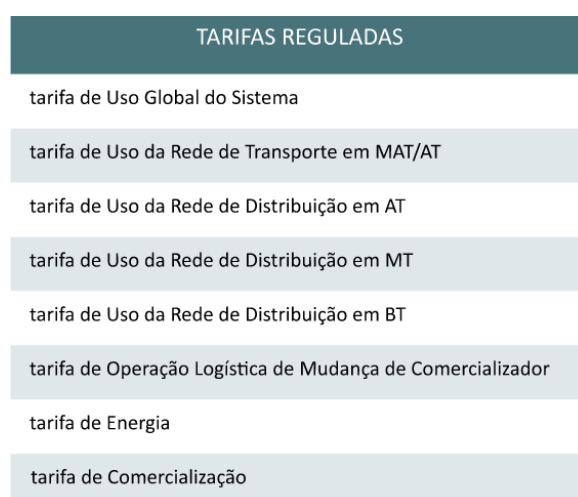 TARIFAS REGULADAS
tarifa de Uso Global do Sistema
tarifa de Uso da Rede de Transporte em MAT/AT
tarifa de Uso da Rede de Distribuição em AT
tarifa de Uso da Rede de Distribuição em MT
tarifa de Uso da Rede de Distribuição em BT
tarifa de Operação Logística de Mudança de Comercializador
tarifa de Energia
tarifa de Comercialização